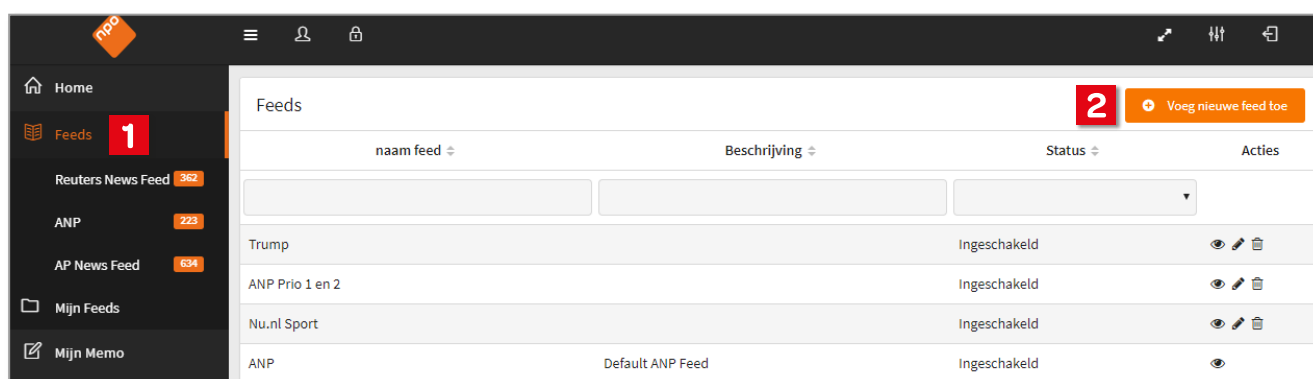 npo
Home
Feeds 1
Reuters News Feed 362
ANP 223
AP News Feed 634
Mijn Feeds
Mijn Memo
Feeds 2 Voeg nieuwe feed toe
naam feed Beschrijving Status Acties
Trump Ingeschakeld
ANP Prio 1 en 2 Ingeschakeld
Nu.nl Sport Ingeschakeld
ANP Default ANP Feed Ingeschakeld